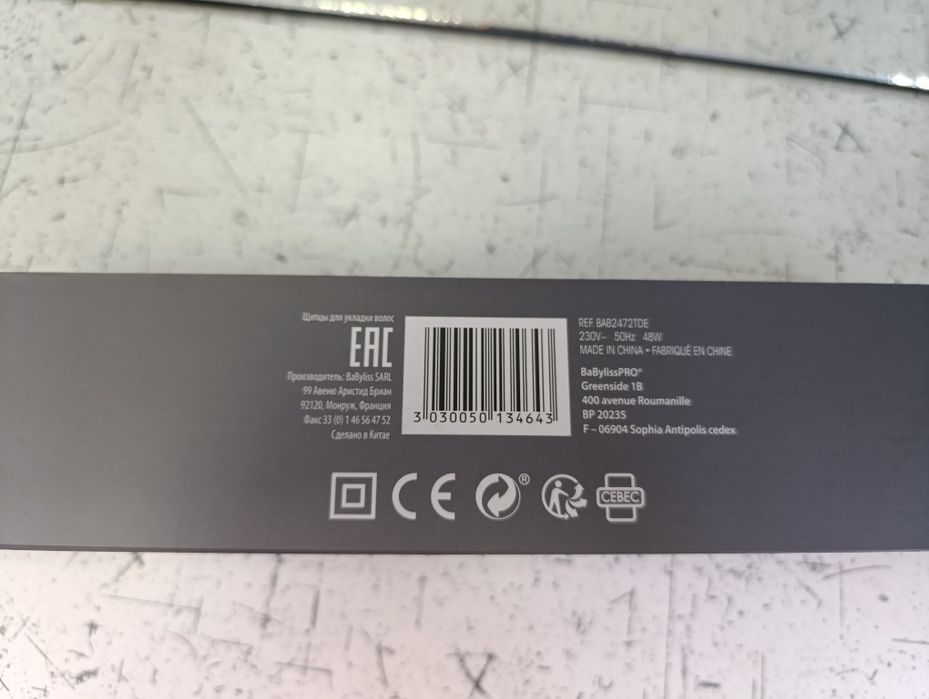 Щипцы для укладки волос
EAC
Производитель: BaByliss SARL
99 Авеню Аристид Бриан
92120, Монруж, Франция
Факс 33 (0) 1 46 56 47 52
Сделано в Китае
3 030050 134643
REF. BAB2472TDE
230V~ 50Hz 48W
MADE IN CHINA • FABRIQUÉ EN CHINE
BaBylissPRO®
Greenside 1B
400 avenue Roumanille
BP 20235
F – 06904 Sophia Antipolis cedex
CE
®
CEBEC